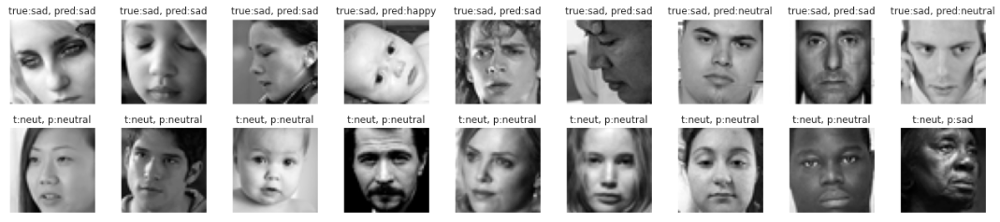 true:sad, pred:sad true:sad, pred:sad true:sad, pred:sad true:sad, pred:happy true:sad, pred:sad true:sad, pred:sad true:sad, pred:neutral true:sad, pred:sad true:sad, pred:neutral
t:neut, p:neutral t:neut, p:neutral t:neut, p:neutral t:neut, p:neutral t:neut, p:neutral t:neut, p:neutral t:neut, p:neutral t:neut, p:neutral t:neut, p:sad